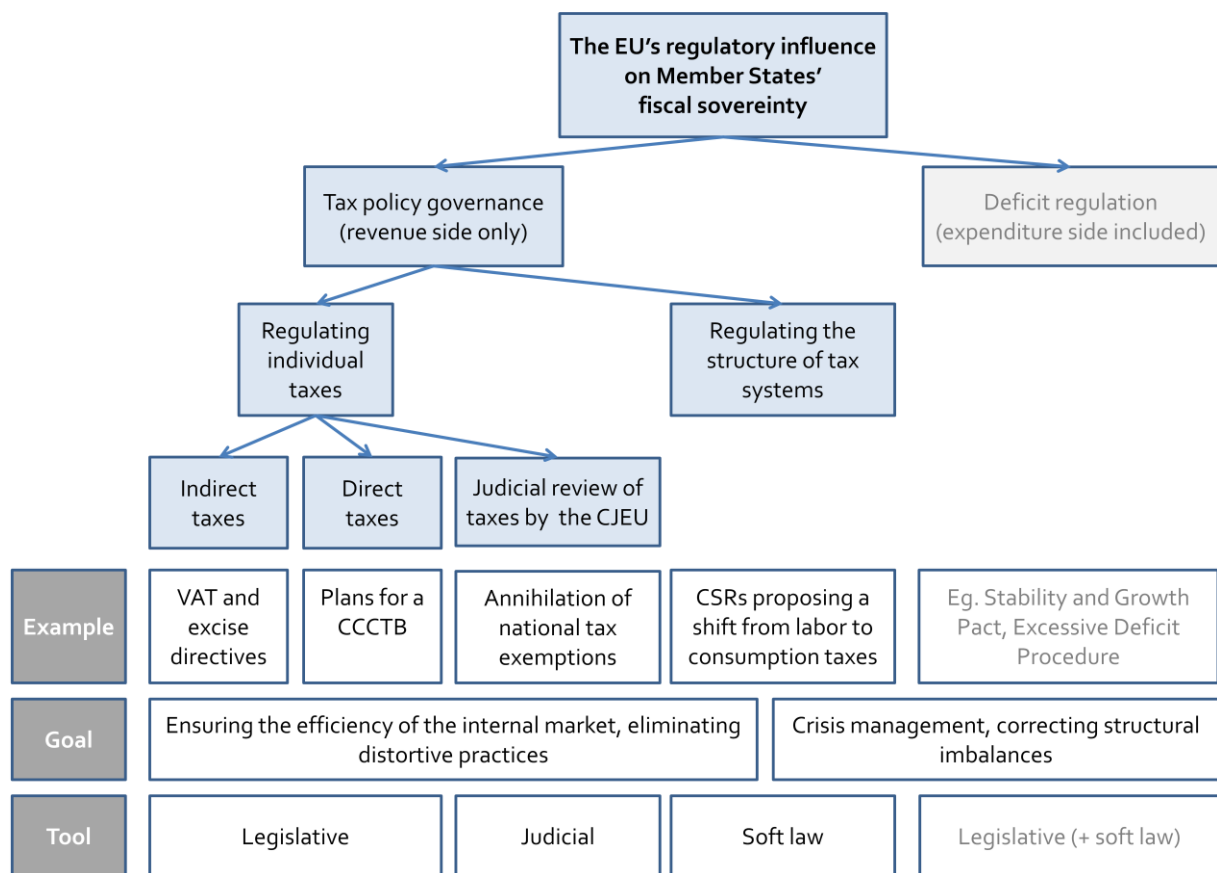 The EU's regulatory influence
on Member States'
fiscal sovereinty
Tax policy governance
(revenue side only)
Deficit regulation
(expenditure side included)
Regulating
individual
taxes
Regulating the
structure of tax
systems
Indirect
taxes
Direct
taxes
Judicial review of
taxes by the CJEU
Example
VAT and
excise
directives
Plans for a
CCCTB
Annihilation of
national tax
exemptions
CSRs proposing a
shift from labor to
consumption taxes
Eg. Stability and Growth
Pact, Excessive Deficit
Procedure
Goal
Ensuring the efficiency of the internal market, eliminating
distortive practices
Crisis management, correcting structural
imbalances
Tool
Legislative
Judicial
Soft law
Legislative (+ soft law)